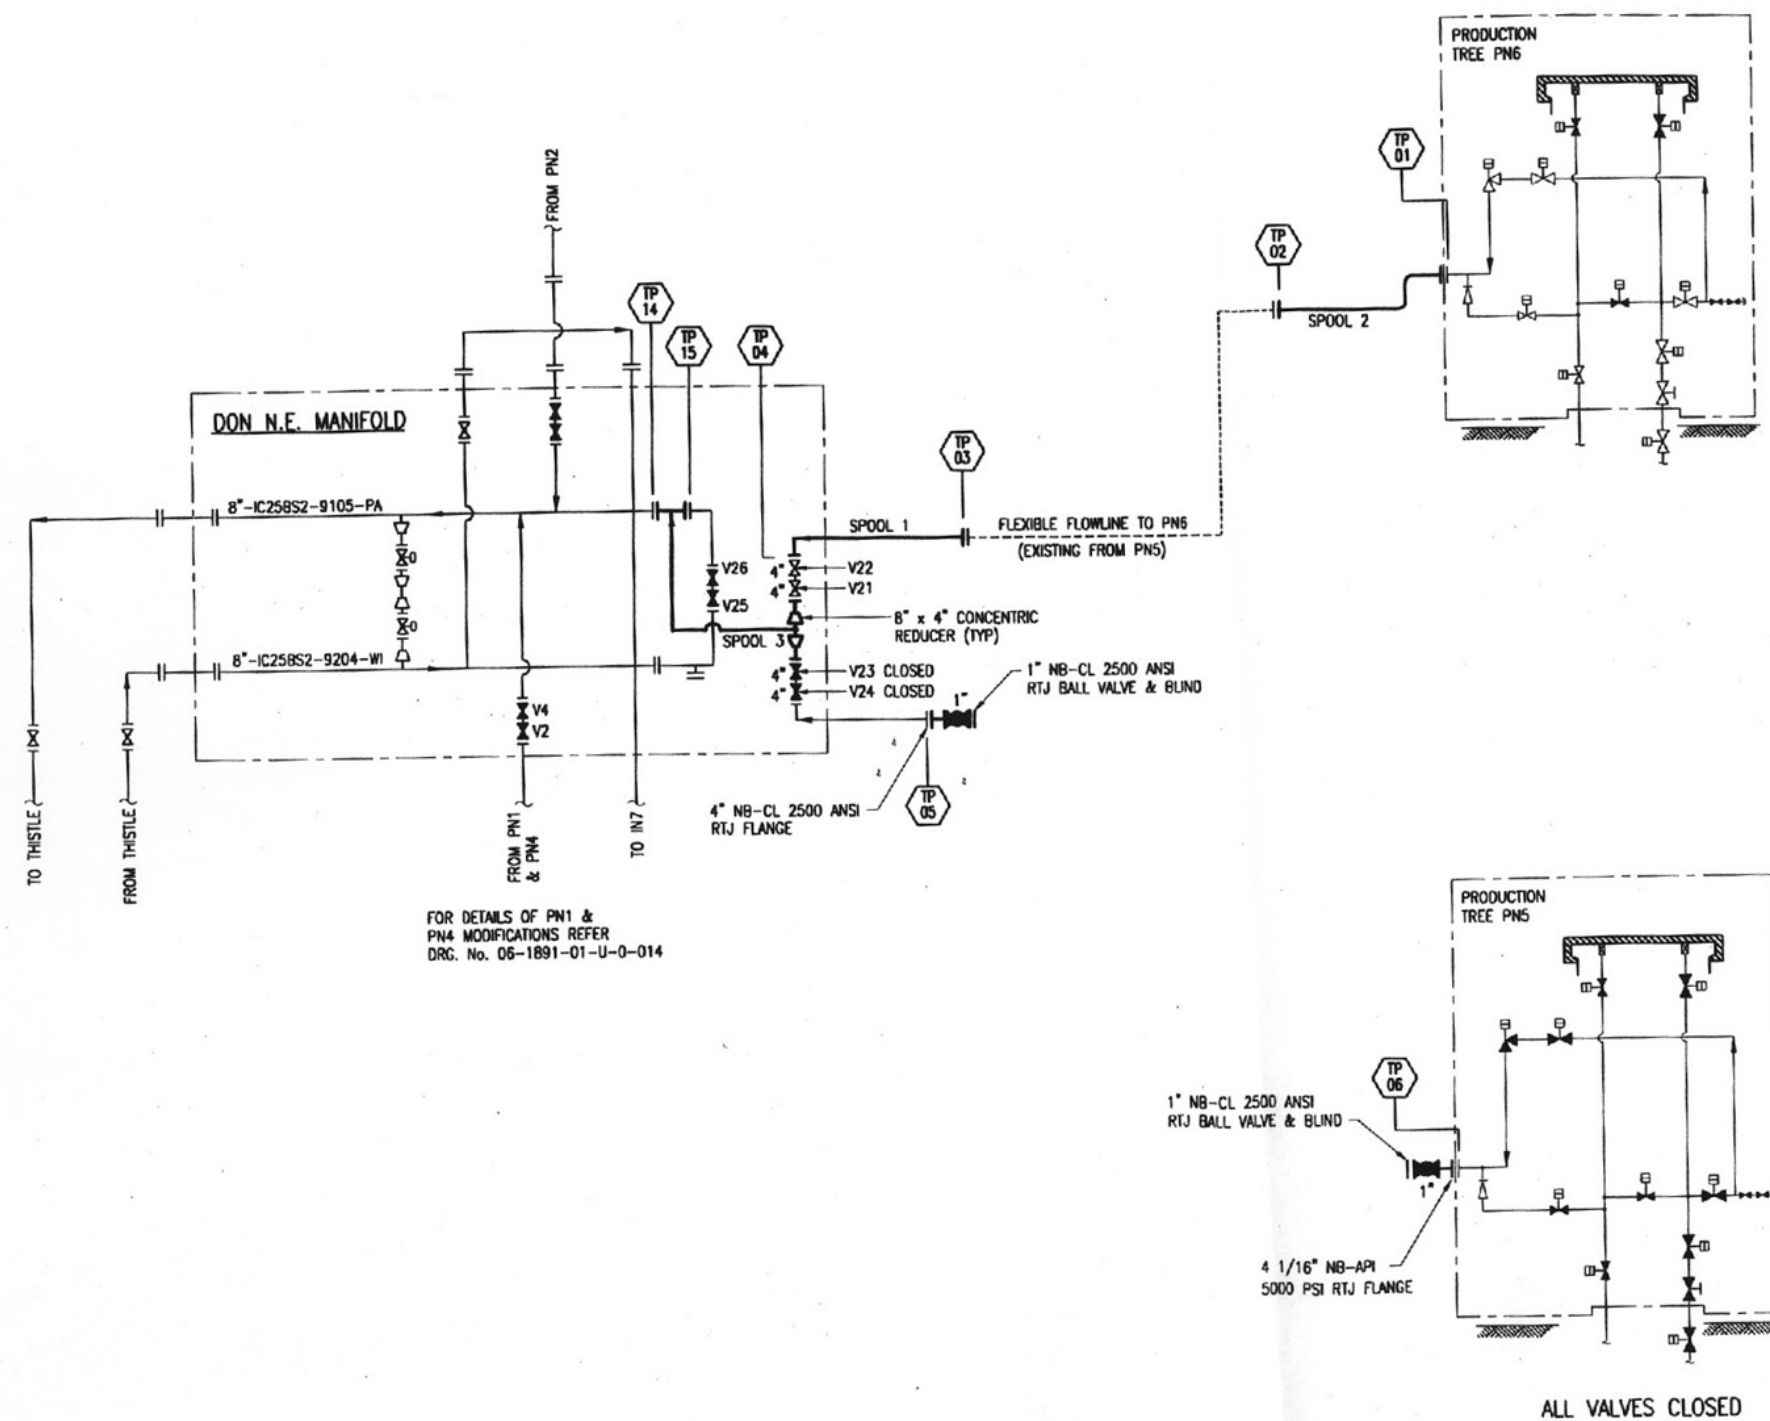 PRODUCTION
TREE PN6
TP
01
TP
02
SPOOL 2
FROM PN2
TP
14
TP
15
TP
04
DON N.E. MANIFOLD
TP
03
8"-IC258S2-9105-PA
SPOOL 1
FLEXIBLE FLOWLINE TO PN6
(EXISTING FROM PN5)
V26
V25
4"
V22
4"
V21
8" x 4" CONCENTRIC
REDUCER (TYP)
SPOOL 3
8"-IC258S2-9204-WI
4"
V23 CLOSED
4"
V24 CLOSED
1" NB-CL 2500 ANSI
RTJ BALL VALVE & BLIND
1"
V4
V2
4" NB-CL 2500 ANSI
RTJ FLANGE
TP
05
TO THISTLE
FROM THISTLE
FROM PN1
& PN4
TO IN7
FOR DETAILS OF PN1 &
PN4 MODIFICATIONS REFER
DRG. No. 06-1891-01-U-0-014
PRODUCTION
TREE PN5
TP
06
1" NB-CL 2500 ANSI
RTJ BALL VALVE & BLIND
1"
4 1/16" NB-API
5000 PSI RTJ FLANGE
ALL VALVES CLOSED